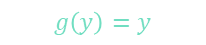 g(y) = y